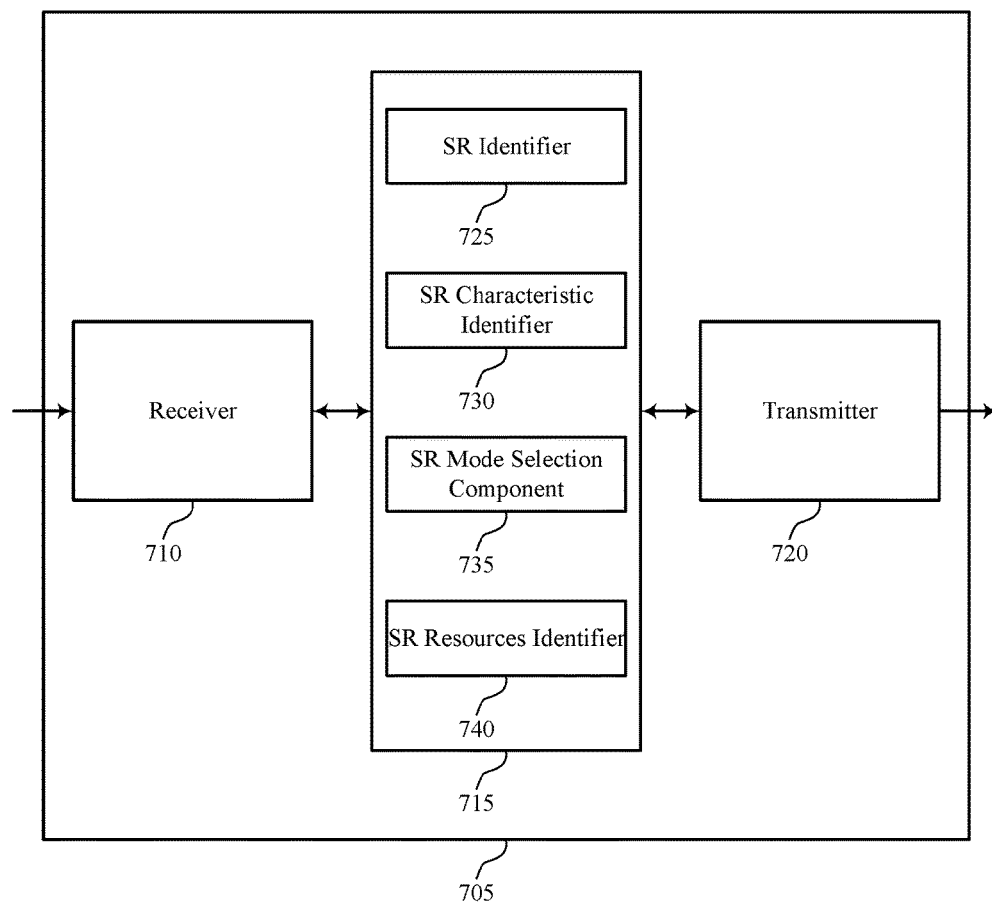 SR Identifier
725
SR Characteristic
Identifier
730
Receiver
710
SR Mode Selection
Component
735
Transmitter
720
SR Resources Identifier
740
715
705